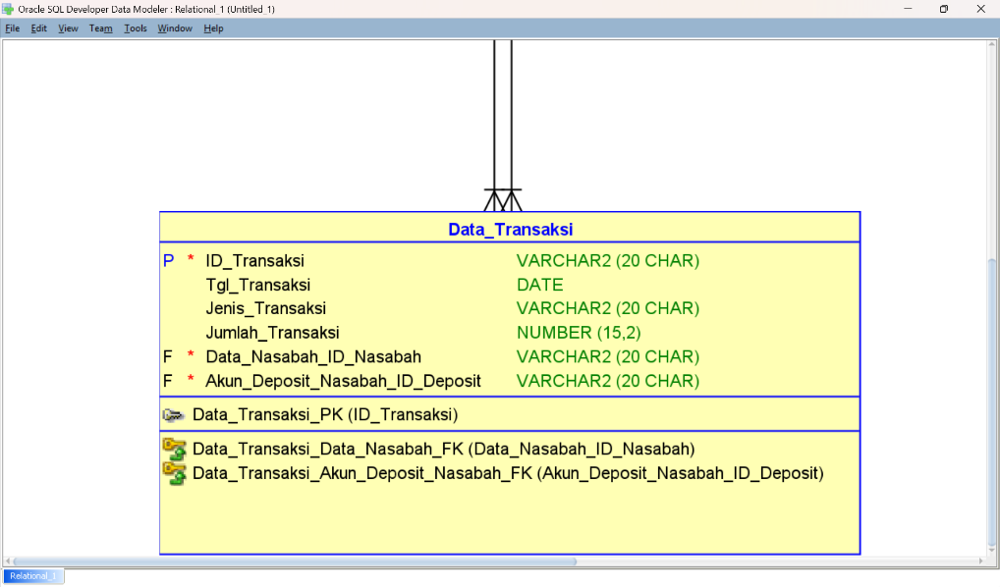 Oracle SQL Developer Data Modeler : Relational_1 (Untitled_1)
File Edit View Team Tools Window Help
Data_Transaksi
P * ID_Transaksi VARCHAR2 (20 CHAR)
Tgl_Transaksi DATE
Jenis_Transaksi VARCHAR2 (20 CHAR)
Jumlah_Transaksi NUMBER (15,2)
F * Data_Nasabah_ID_Nasabah VARCHAR2 (20 CHAR)
F * Akun_Deposit_Nasabah_ID_Deposit VARCHAR2 (20 CHAR)
Data_Transaksi_PK (ID_Transaksi)
Data_Transaksi_Data_Nasabah_FK (Data_Nasabah_ID_Nasabah)
Data_Transaksi_Akun_Deposit_Nasabah_FK (Akun_Deposit_Nasabah_ID_Deposit)
Relational_1